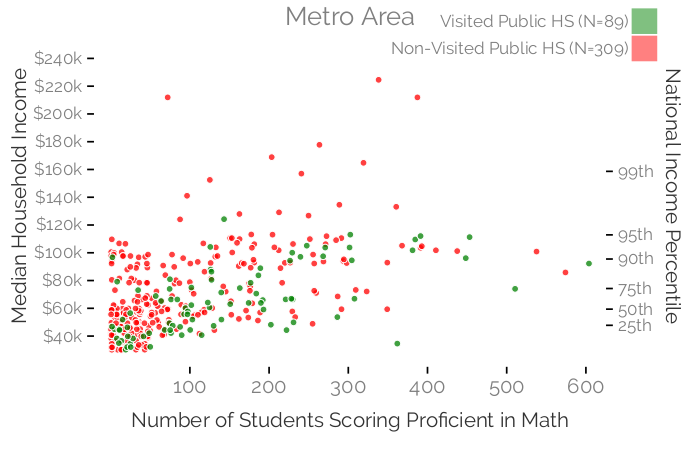 Metro Area
Visited Public HS (N=89)
Non-Visited Public HS (N=309)
Median Household Income
$240k
$220k
$200k
$180k
$160k
$140k
$120k
$100k
$80k
$60k
$40k
National Income Percentile
99th
95th
90th
75th
50th
25th
100 200 300 400 500 600
Number of Students Scoring Proficient in Math